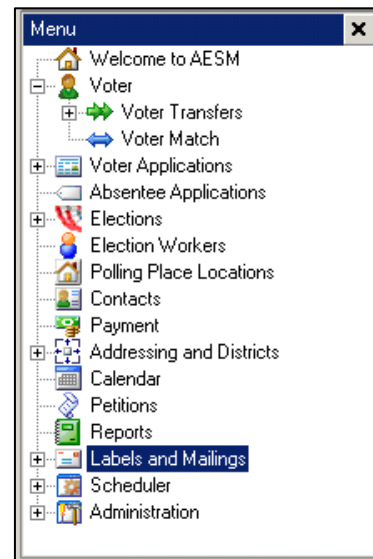 Menu
Welcome to AESM
Voter
Voter Transfers
Voter Match
Voter Applications
Absentee Applications
Elections
Election Workers
Polling Place Locations
Contacts
Payment
Addressing and Districts
Calendar
Petitions
Reports
Labels and Mailings
Scheduler
Administration